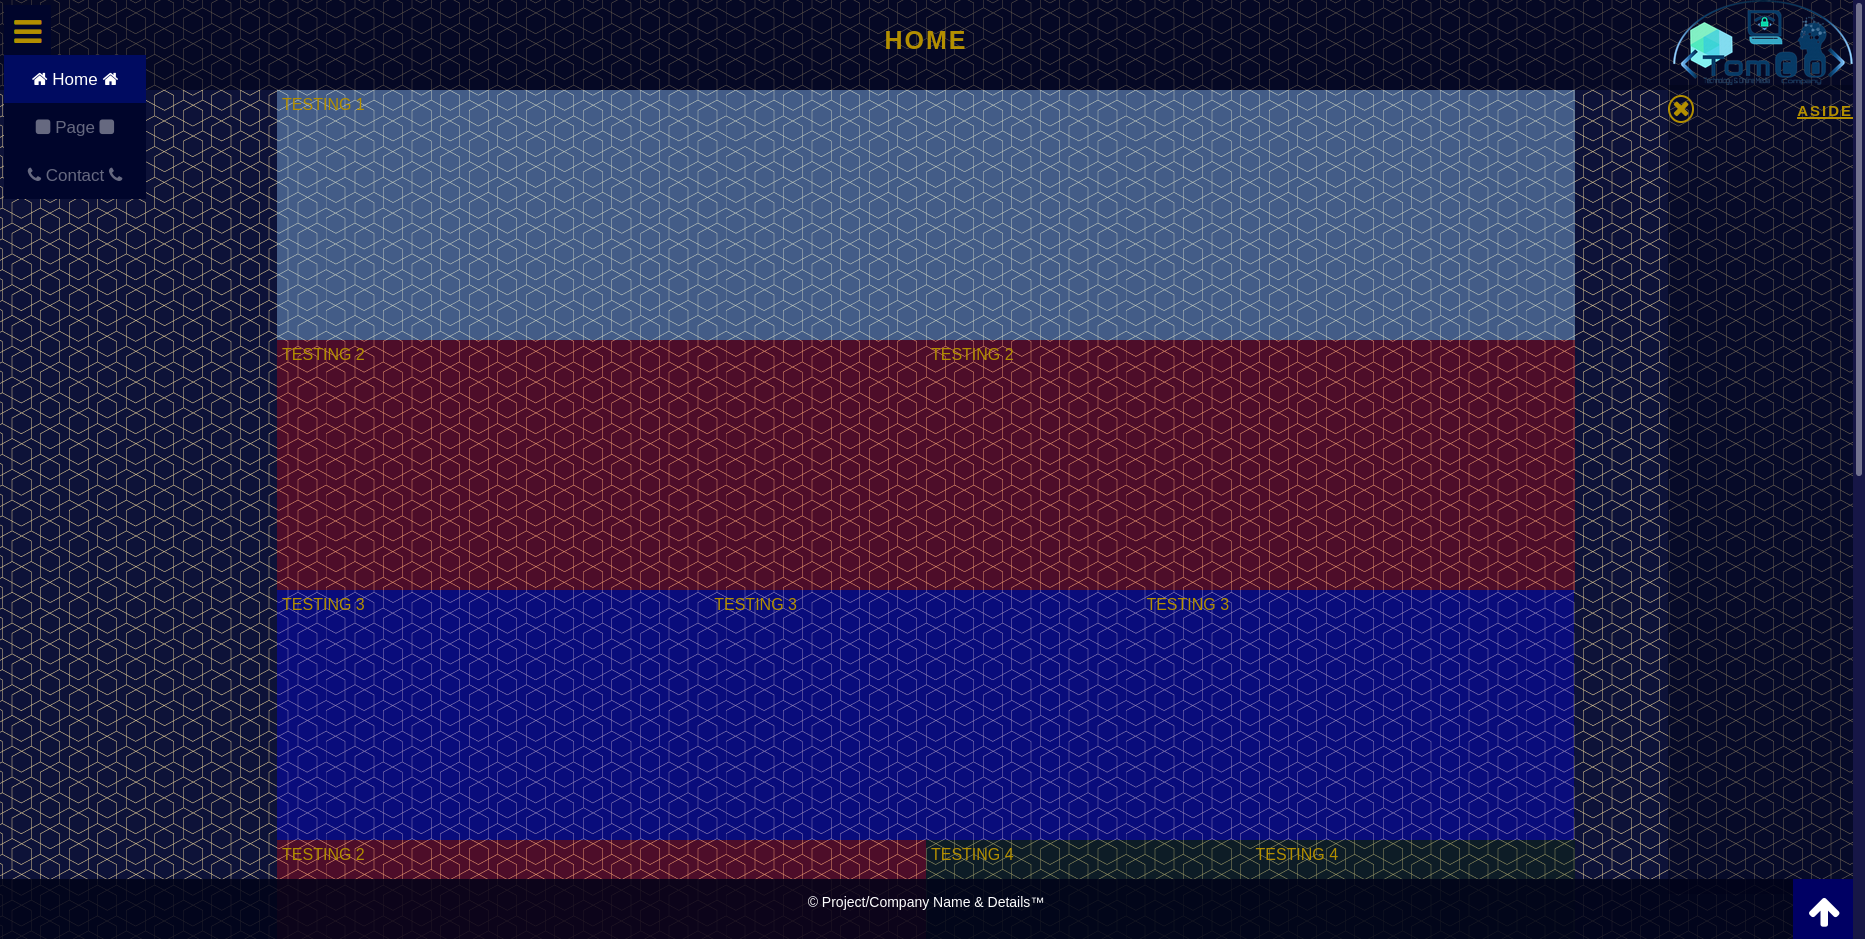 HOME
Home
Page
Contact
ASIDE
TESTING 1
TESTING 2 TESTING 2
TESTING 3 TESTING 3 TESTING 3
TESTING 2 TESTING 4 TESTING 4
© Project/Company Name & Details™